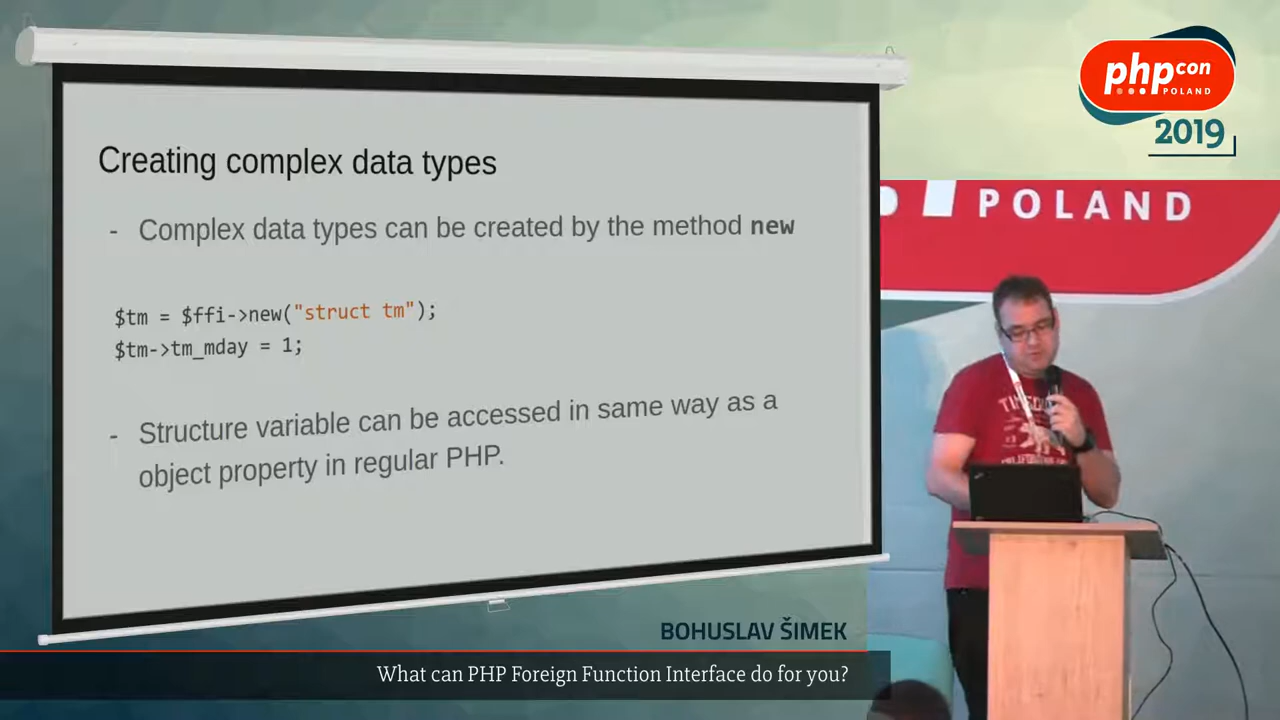 Creating complex data types
- Complex data types can be created by the method new
$tm = $ffi->new("struct tm");
$tm->tm_mday = 1;
- Structure variable can be accessed in same way as a
object property in regular PHP.
phpcon
POLAND
2019
POLAND
BOHUSLAV ŠIMEK
What can PHP Foreign Function Interface do for you?